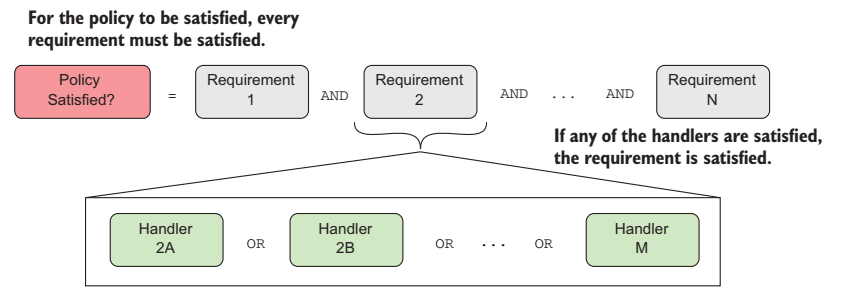 For the policy to be satisfied, every
requirement must be satisfied.
Policy
Satisfied?
=
Requirement
1
AND
Requirement
2
AND
...
AND
Requirement
N
If any of the handlers are satisfied,
the requirement is satisfied.
Handler
2A
OR
Handler
2B
OR
...
OR
Handler
M